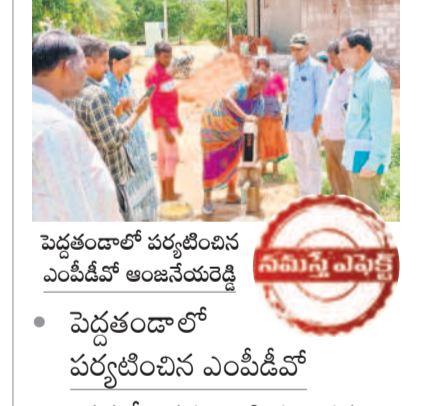 పెద్దతండాలో పర్యటించిన
ఎంపీడీవో ఆంజనేయరెడ్డి
నమస్తే ఎఫెక్ట్
• పెద్దతండాలో
పర్యటించిన ఎంపీడీవో